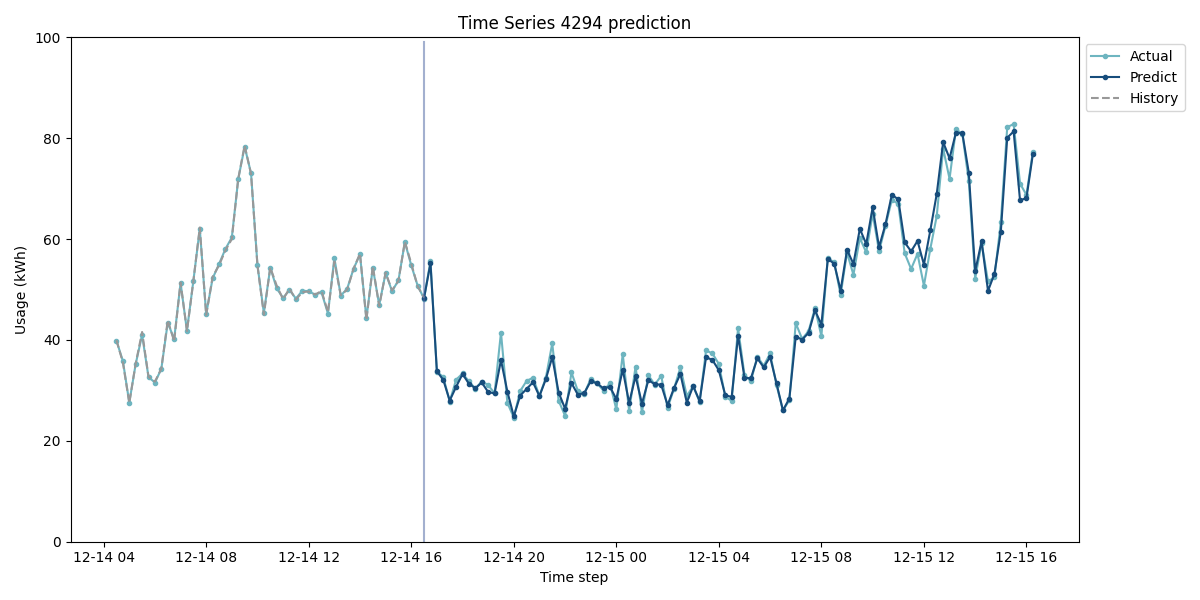 Time Series 4294 prediction
Usage (kWh)
100
80
60
40
20
0
12-14 04
12-14 08
12-14 12
12-14 16
12-14 20
12-15 00
12-15 04
12-15 08
12-15 12
12-15 16
Time step
Actual
Predict
History